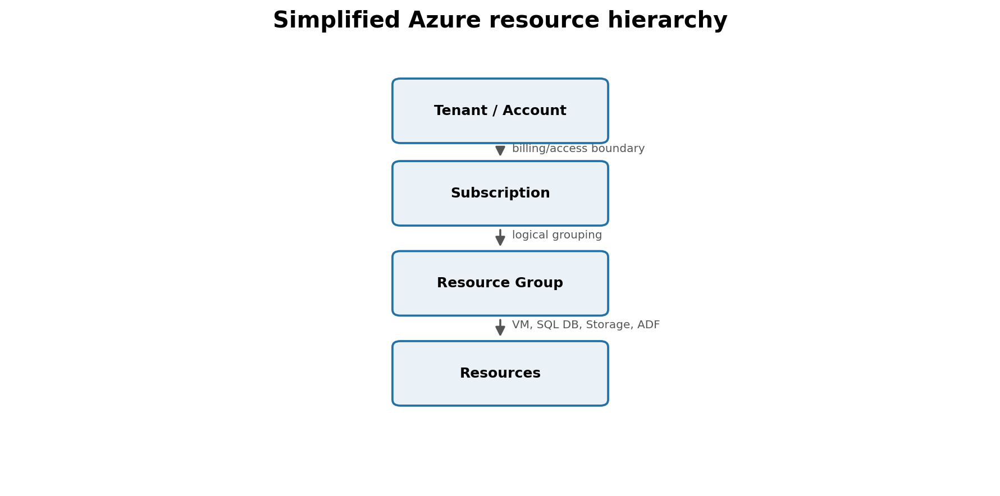 Simplified Azure resource hierarchy
Tenant / Account
billing/access boundary
Subscription
logical grouping
Resource Group
VM, SQL DB, Storage, ADF
Resources